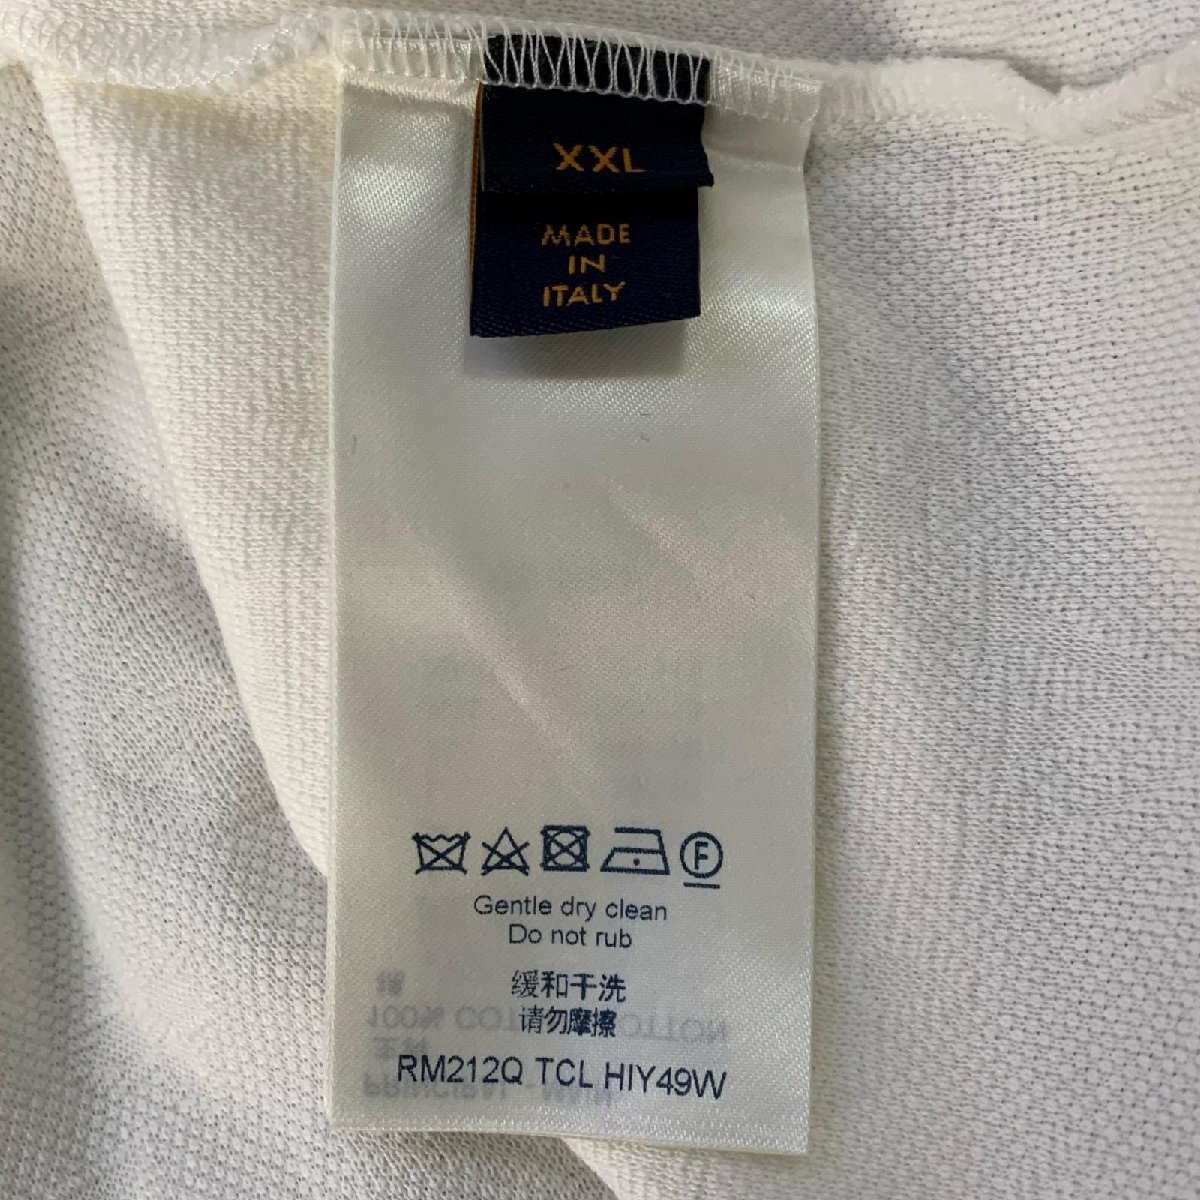 XXL
MADE
IN
ITALY
F
Gentle dry clean
Do not rub
缓和干洗
请勿摩擦
RM212Q TCL HIY49W